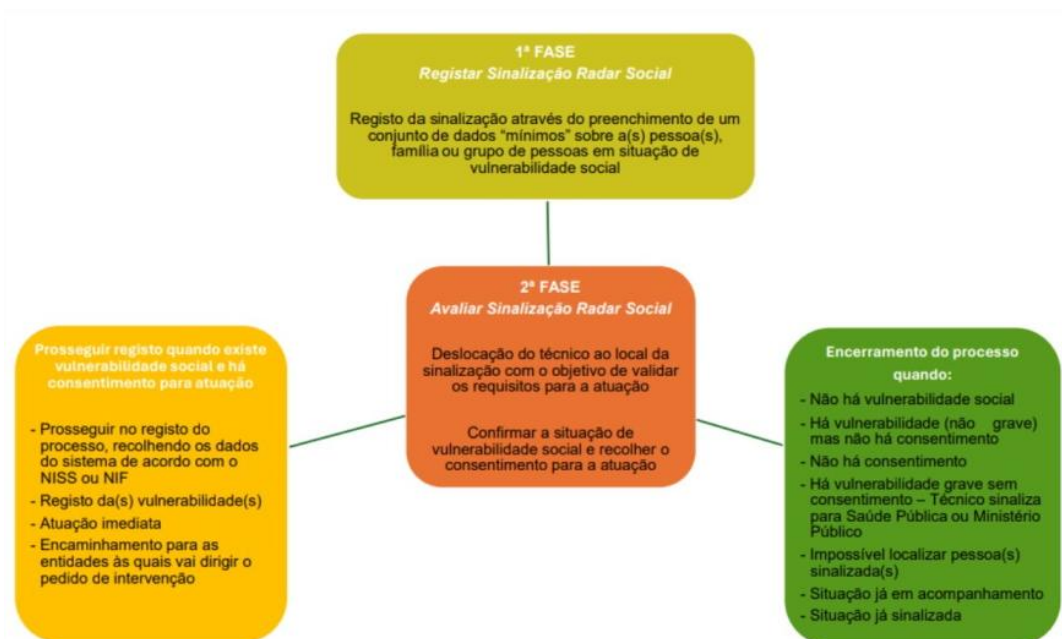 1ª FASE
Registar Sinalização Radar Social
Registo da sinalização através do preenchimento de um
conjunto de dados “mínimos” sobre a(s) pessoa(s),
família ou grupo de pessoas em situação de
vulnerabilidade social
2ª FASE
Avaliar Sinalização Radar Social
Deslocação do técnico ao local da
sinalização com o objetivo de validar
os requisitos para a atuação
Confirmar a situação de
vulnerabilidade social e recolher o
consentimento para a atuação
Prosseguir registo quando existe
vulnerabilidade social e há
consentimento para atuação
- Prosseguir no registo do
processo, recolhendo os dados
do sistema de acordo com o
NISS ou NIF
- Registo da(s) vulnerabilidade(s)
- Atuação imediata
- Encaminhamento para as
entidades às quais vai dirigir o
pedido de intervenção
Encerramento do processo
quando:
- Não há vulnerabilidade social
- Há vulnerabilidade (não grave)
mas não há consentimento
- Não há consentimento
- Há vulnerabilidade grave sem
consentimento – Técnico sinaliza
para Saúde Pública ou Ministério
Público
- Impossível localizar pessoa(s)
sinalizada(s)
- Situação já em acompanhamento
- Situação já sinalizada